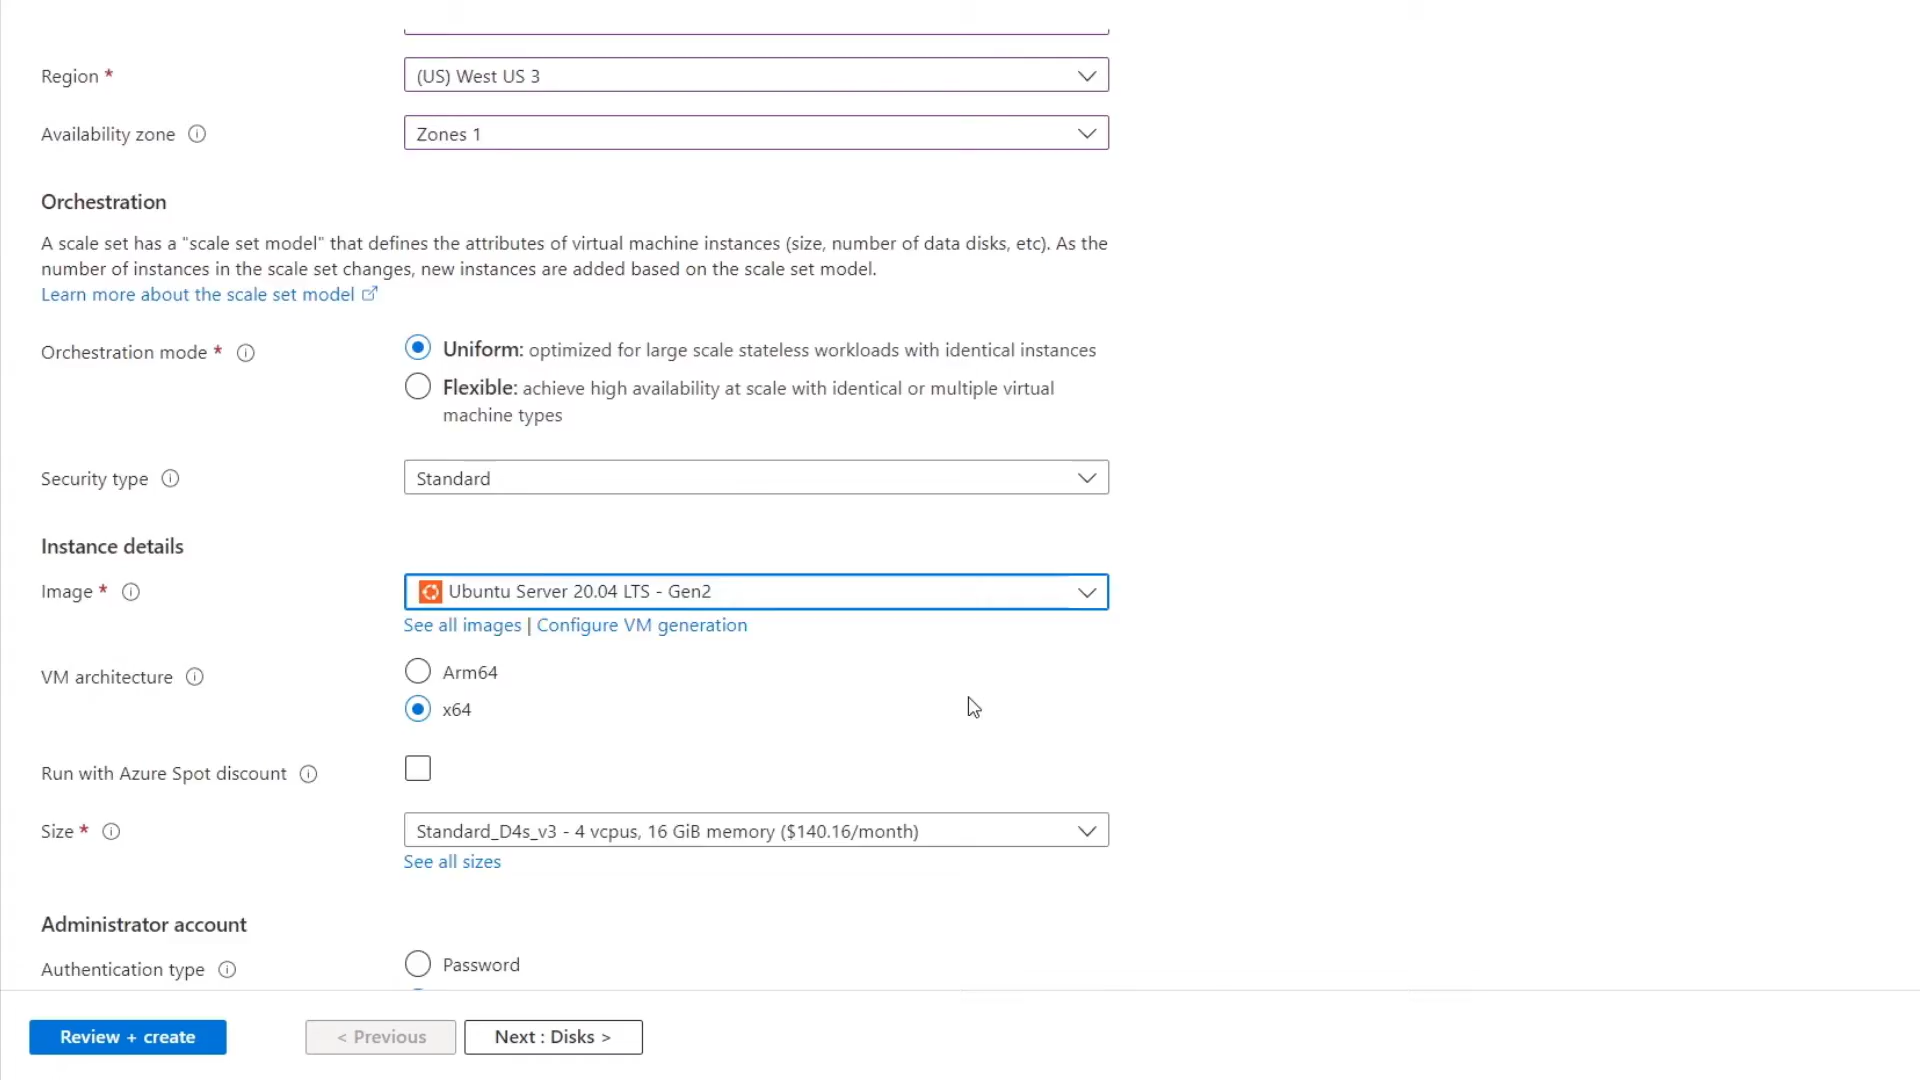 Region *
(US) West US 3
Availability zone
Zones 1
Orchestration
A scale set has a "scale set model" that defines the attributes of virtual machine instances (size, number of data disks, etc). As the
number of instances in the scale set changes, new instances are added based on the scale set model.
Learn more about the scale set model
Orchestration mode *
Uniform: optimized for large scale stateless workloads with identical instances
Flexible: achieve high availability at scale with identical or multiple virtual
machine types
Security type
Standard
Instance details
Image *
Ubuntu Server 20.04 LTS - Gen2
See all images | Configure VM generation
VM architecture
Arm64
x64
Run with Azure Spot discount
Size *
Standard_D4s_v3 - 4 vcpus, 16 GiB memory ($140.16/month)
See all sizes
Administrator account
Authentication type
Password
Review + create
< Previous
Next : Disks >